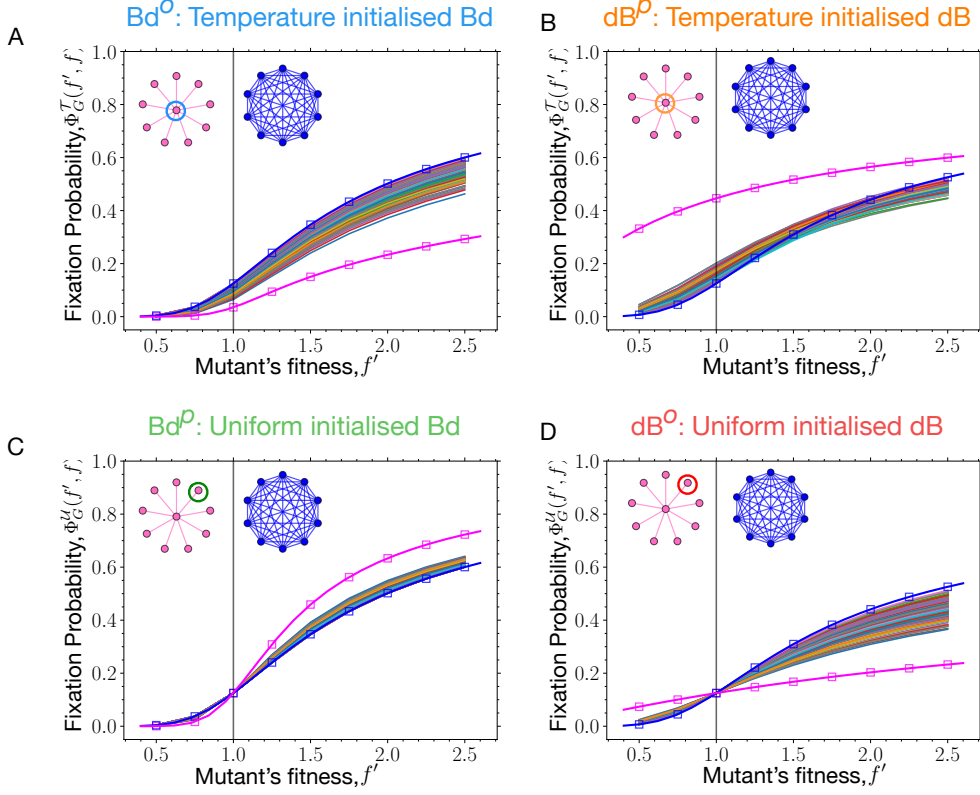 A
Bd^o: Temperature initialised Bd
Fixation Probability, Φ_G^𝒯(f′, f)
1.0
0.8
0.6
0.4
0.2
0.0
0.5 1.0 1.5 2.0 2.5
Mutant's fitness, f′
B
dB^p: Temperature initialised dB
Fixation Probability, Φ_G^𝒯(f′, f)
1.0
0.8
0.6
0.4
0.2
0.0
0.5 1.0 1.5 2.0 2.5
Mutant's fitness, f′
C
Bd^p: Uniform initialised Bd
Fixation Probability, Φ_G^𝒰(f′, f)
1.0
0.8
0.6
0.4
0.2
0.0
0.5 1.0 1.5 2.0 2.5
Mutant's fitness, f′
D
dB^o: Uniform initialised dB
Fixation Probability, Φ_G^𝒰(f′, f)
1.0
0.8
0.6
0.4
0.2
0.0
0.5 1.0 1.5 2.0 2.5
Mutant's fitness, f′